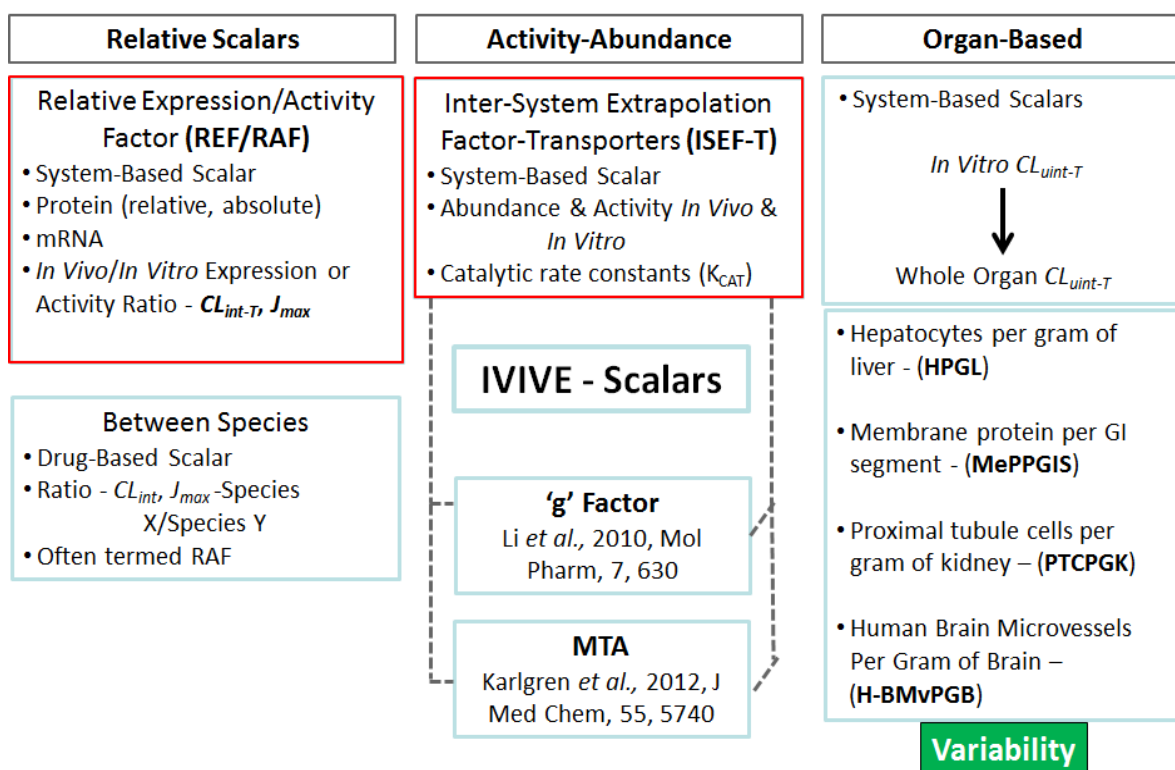 Relative Scalars
Relative Expression/Activity
Factor (REF/RAF)
• System-Based Scalar
• Protein (relative, absolute)
• mRNA
• In Vivo/In Vitro Expression or
Activity Ratio - CLint-T, Jmax
Between Species
• Drug-Based Scalar
• Ratio - CLint, Jmax -Species
X/Species Y
• Often termed RAF
Activity-Abundance
Inter-System Extrapolation
Factor-Transporters (ISEF-T)
• System-Based Scalar
• Abundance & Activity In Vivo &
In Vitro
• Catalytic rate constants (KCAT)
IVIVE - Scalars
‘g’ Factor
Li et al., 2010, Mol
Pharm, 7, 630
MTA
Karlgren et al., 2012, J
Med Chem, 55, 5740
Organ-Based
• System-Based Scalars
In Vitro CLuint-T
Whole Organ CLuint-T
• Hepatocytes per gram of
liver - (HPGL)
• Membrane protein per GI
segment - (MePPGIS)
• Proximal tubule cells per
gram of kidney – (PTCPGK)
• Human Brain Microvessels
Per Gram of Brain –
(H-BMvPGB)
Variability